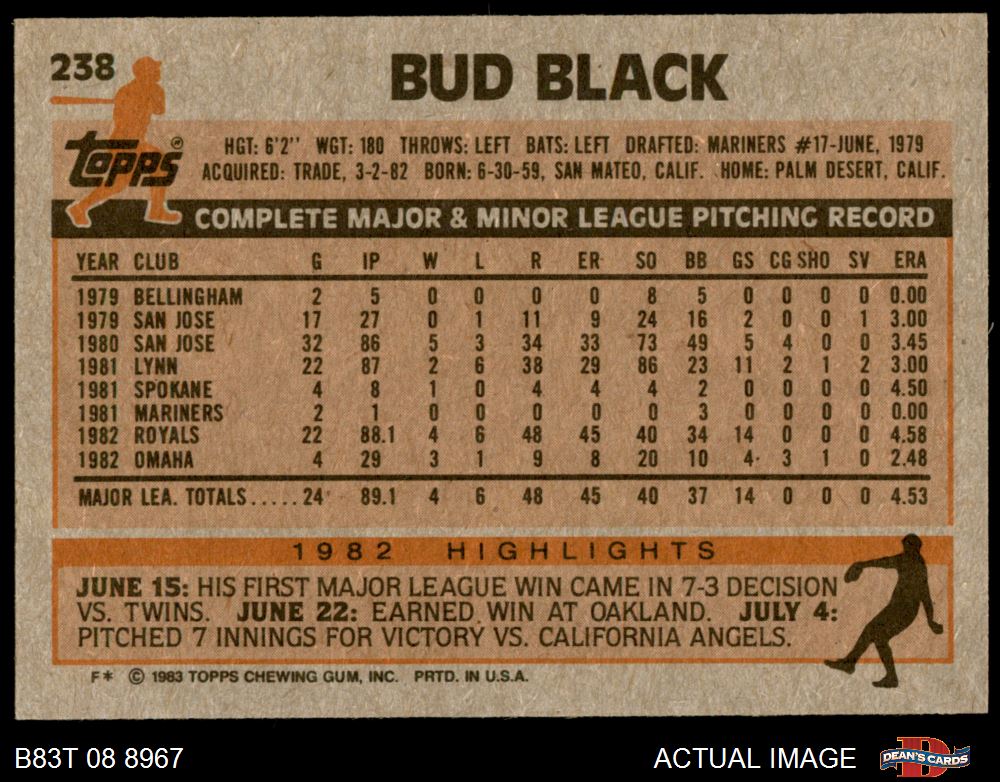 238
BUD BLACK
topps®
HGT: 6'2'' WGT: 180 THROWS: LEFT BATS: LEFT DRAFTED: MARINERS #17-JUNE, 1979
ACQUIRED: TRADE, 3-2-82 BORN: 6-30-59, SAN MATEO, CALIF. HOME: PALM DESERT, CALIF.
COMPLETE MAJOR & MINOR LEAGUE PITCHING RECORD
YEAR CLUB G IP W L R ER SO BB GS CG SHO SV ERA
1979 BELLINGHAM 2 5 0 0 0 0 8 5 0 0 0 0 0.00
1979 SAN JOSE 17 27 0 1 11 9 24 16 2 0 0 1 3.00
1980 SAN JOSE 32 86 5 3 34 33 73 49 5 4 0 0 3.45
1981 LYNN 22 87 2 6 38 29 86 23 11 2 1 2 3.00
1981 SPOKANE 4 8 1 0 4 4 4 2 0 0 0 0 4.50
1981 MARINERS 2 1 0 0 0 0 0 3 0 0 0 0 0.00
1982 ROYALS 22 88.1 4 6 48 45 40 34 14 0 0 0 4.58
1982 OMAHA 4 29 3 1 9 8 20 10 4 3 1 0 2.48
MAJOR LEA. TOTALS.....24 89.1 4 6 48 45 40 37 14 0 0 0 4.53
1982 HIGHLIGHTS
JUNE 15: HIS FIRST MAJOR LEAGUE WIN CAME IN 7-3 DECISION
VS. TWINS. JUNE 22: EARNED WIN AT OAKLAND. JULY 4:
PITCHED 7 INNINGS FOR VICTORY VS. CALIFORNIA ANGELS.
F* © 1983 TOPPS CHEWING GUM, INC. PRTD. IN U.S.A.
B83T 08 8967
ACTUAL IMAGE
DEAN'S CARDS